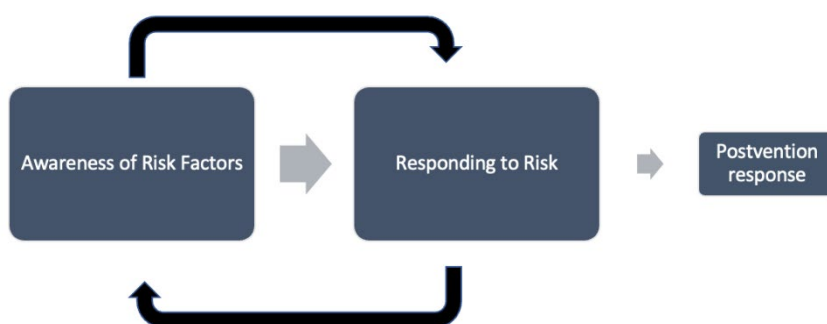 Awareness of Risk Factors
Responding to Risk
Postvention
response